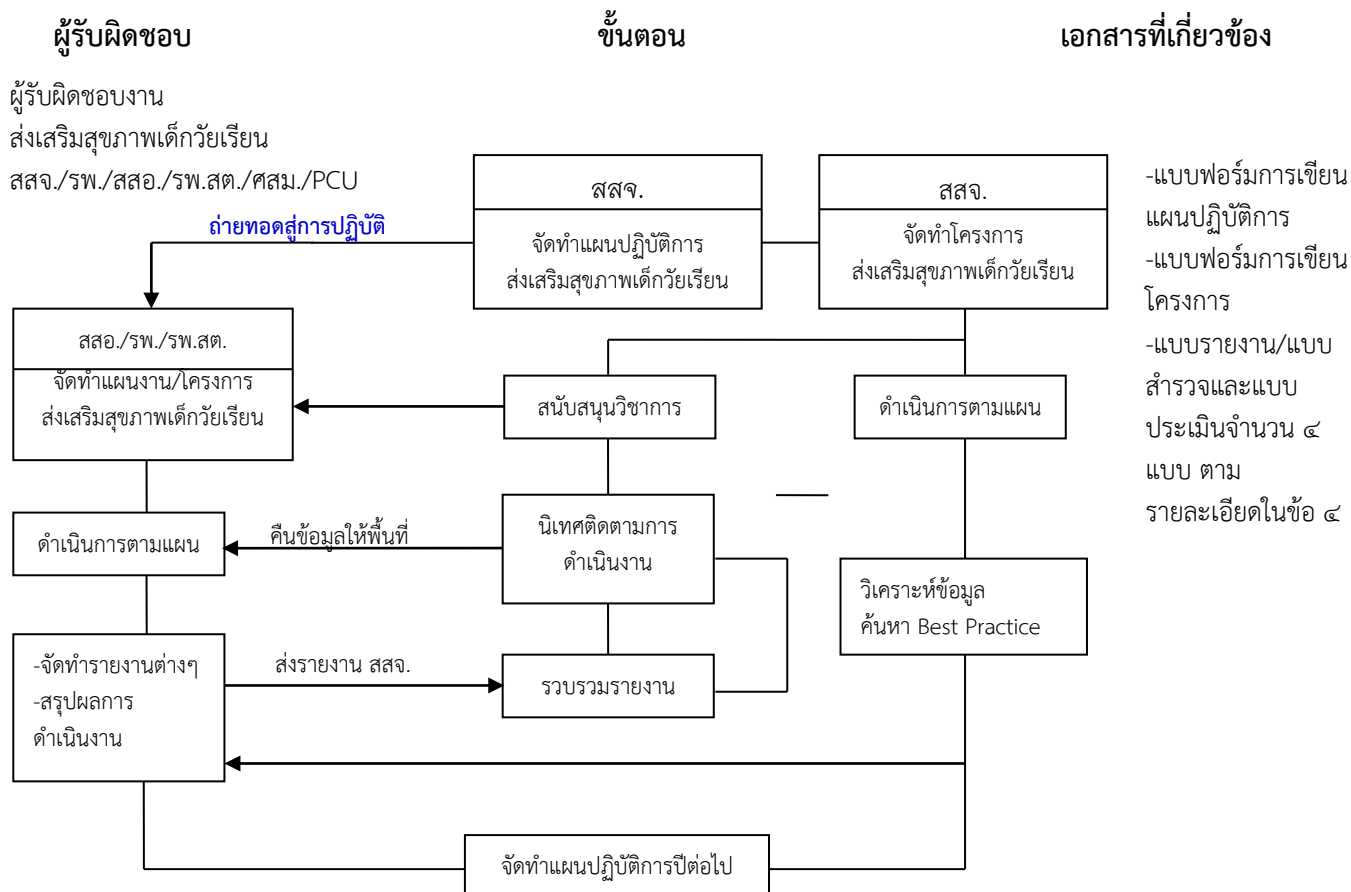 ผู้รับผิดชอบ
ขั้นตอน
เอกสารที่เกี่ยวข้อง
ผู้รับผิดชอบงาน
ส่งเสริมสุขภาพเด็กวัยเรียน
สสจ./รพ./สสอ./รพ.สต./ศสม./PCU
ถ่ายทอดสู่การปฏิบัติ
สสจ.
จัดทำแผนปฏิบัติการ
ส่งเสริมสุขภาพเด็กวัยเรียน
สสจ.
จัดทำโครงการ
ส่งเสริมสุขภาพเด็กวัยเรียน
-แบบฟอร์มการเขียน
แผนปฏิบัติการ
-แบบฟอร์มการเขียน
โครงการ
-แบบรายงาน/แบบ
สำรวจและแบบ
ประเมินจำนวน ๔
แบบ ตาม
รายละเอียดในข้อ ๔
สสอ./รพ./รพ.สต.
จัดทำแผนงาน/โครงการ
ส่งเสริมสุขภาพเด็กวัยเรียน
สนับสนุนวิชาการ
ดำเนินการตามแผน
ดำเนินการตามแผน
คืนข้อมูลให้พื้นที่
นิเทศติดตามการ
ดำเนินงาน
วิเคราะห์ข้อมูล
ค้นหา Best Practice
-จัดทำรายงานต่างๆ
-สรุปผลการ
ดำเนินงาน
ส่งรายงาน สสจ.
รวบรวมรายงาน
จัดทำแผนปฏิบัติการปีต่อไป